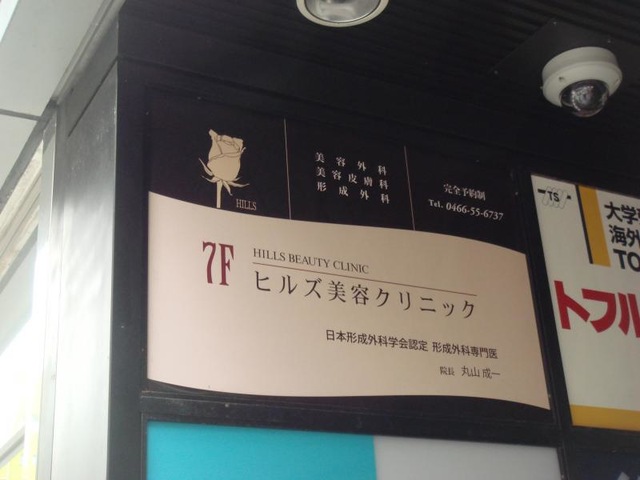 HILLS
美容外科
美容皮膚科
形成外科
完全予約制
Tel. 0466-55-6737
7F
HILLS BEAUTY CLINIC
ヒルズ美容クリニック
日本形成外科学会認定 形成外科専門医
院長 丸山 成一
TS
大学
海外
TO
トフル